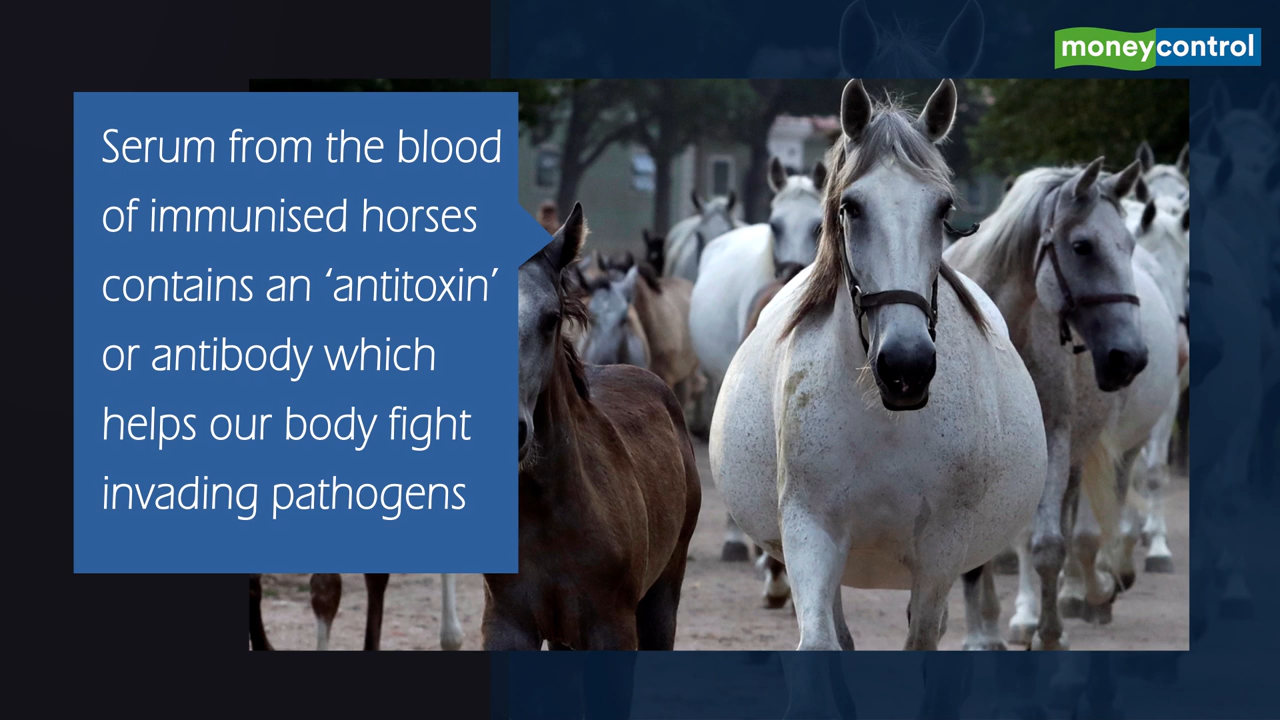 moneycontrol
Serum from the blood
of immunised horses
contains an ‘antitoxin’
or antibody which
helps our body fight
invading pathogens